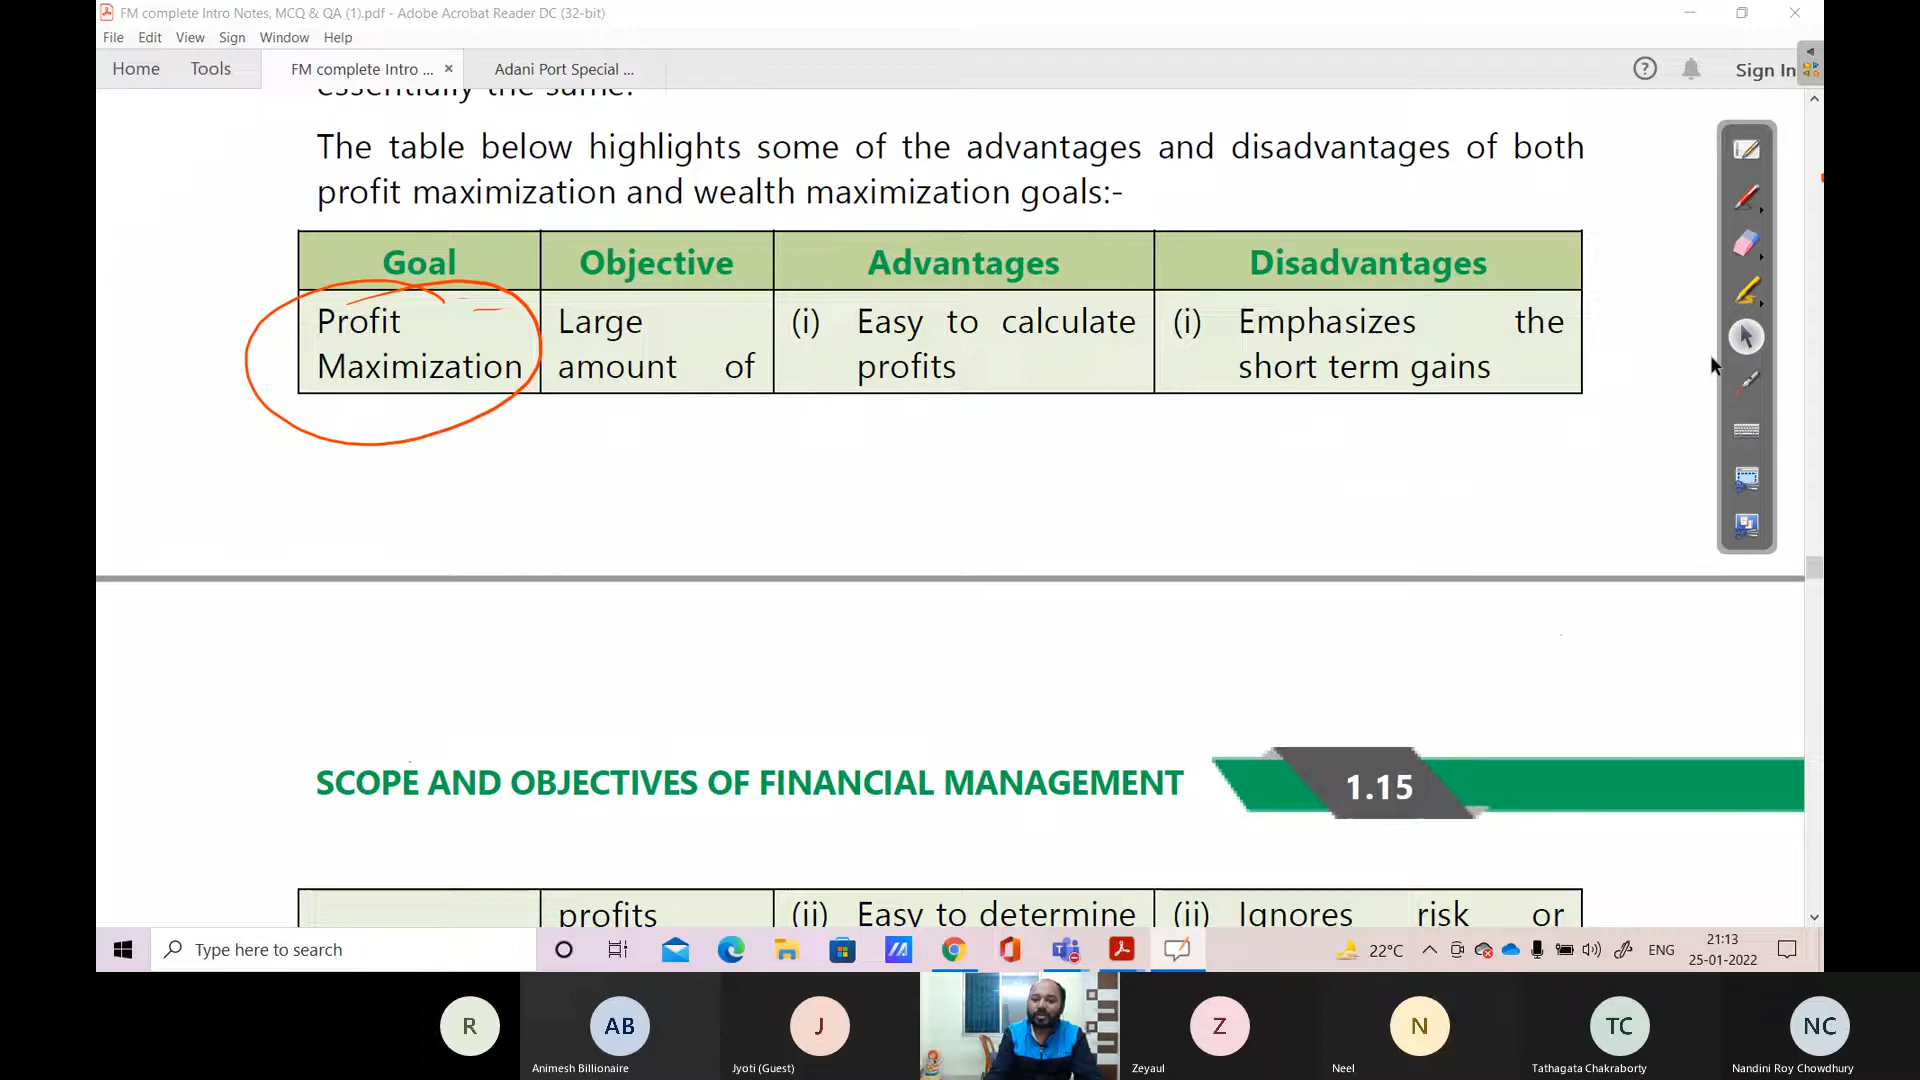 FM complete Intro Notes, MCQ & QA (1).pdf - Adobe Acrobat Reader DC (32-bit)
File Edit View Sign Window Help
Home Tools FM complete Intro ... × Adani Port Special ... Sign In
essentially the same.
The table below highlights some of the advantages and disadvantages of both
profit maximization and wealth maximization goals:-
Goal Objective Advantages Disadvantages
Profit Large (i) Easy to calculate (i) Emphasizes the
Maximization amount of profits short term gains
SCOPE AND OBJECTIVES OF FINANCIAL MANAGEMENT 1.15
profits (ii) Easy to determine (ii) Ignores risk or
Type here to search 22°C ENG 21:13
25-01-2022
R AB J Z N TC NC
Animesh Billionaire Jyoti (Guest) Zeyaul Neel Tathagata Chakraborty Nandini Roy Chowdhury